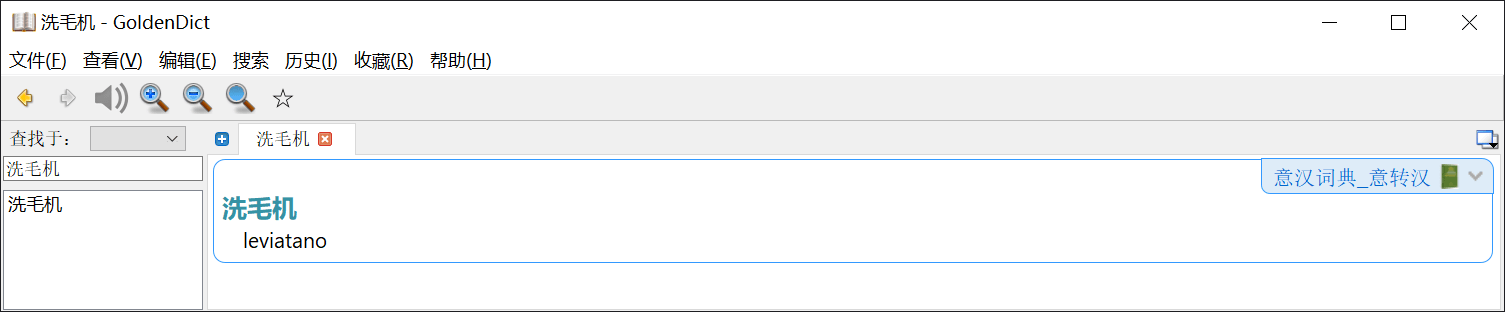 洗毛机 - GoldenDict
文件(F) 查看(V) 编辑(E) 搜索 历史(I) 收藏(R) 帮助(H)
查找于：
洗毛机
洗毛机
洗毛机
意汉词典_意转汉
洗毛机
leviatano